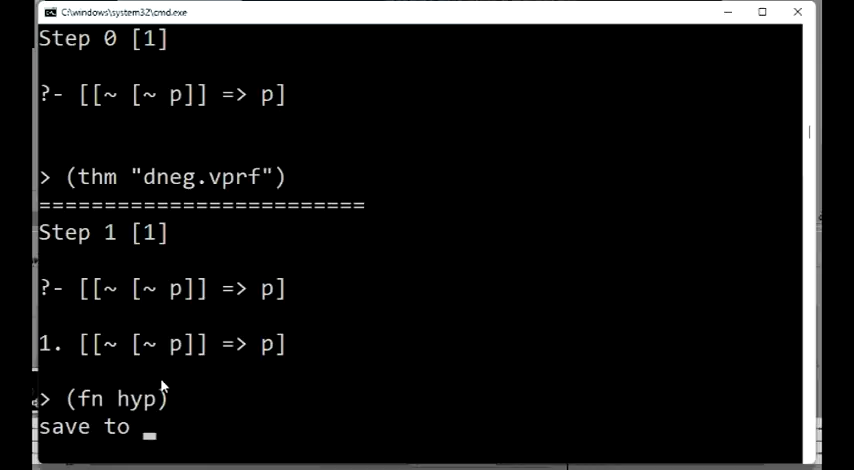 C:\windows\system32\cmd.exe
Step 0 [1]
?- [[~ [~ p]] => p]
> (thm "dneg.vprf")
=========================
Step 1 [1]
?- [[~ [~ p]] => p]
1. [[~ [~ p]] => p]
> (fn hyp)
save to _